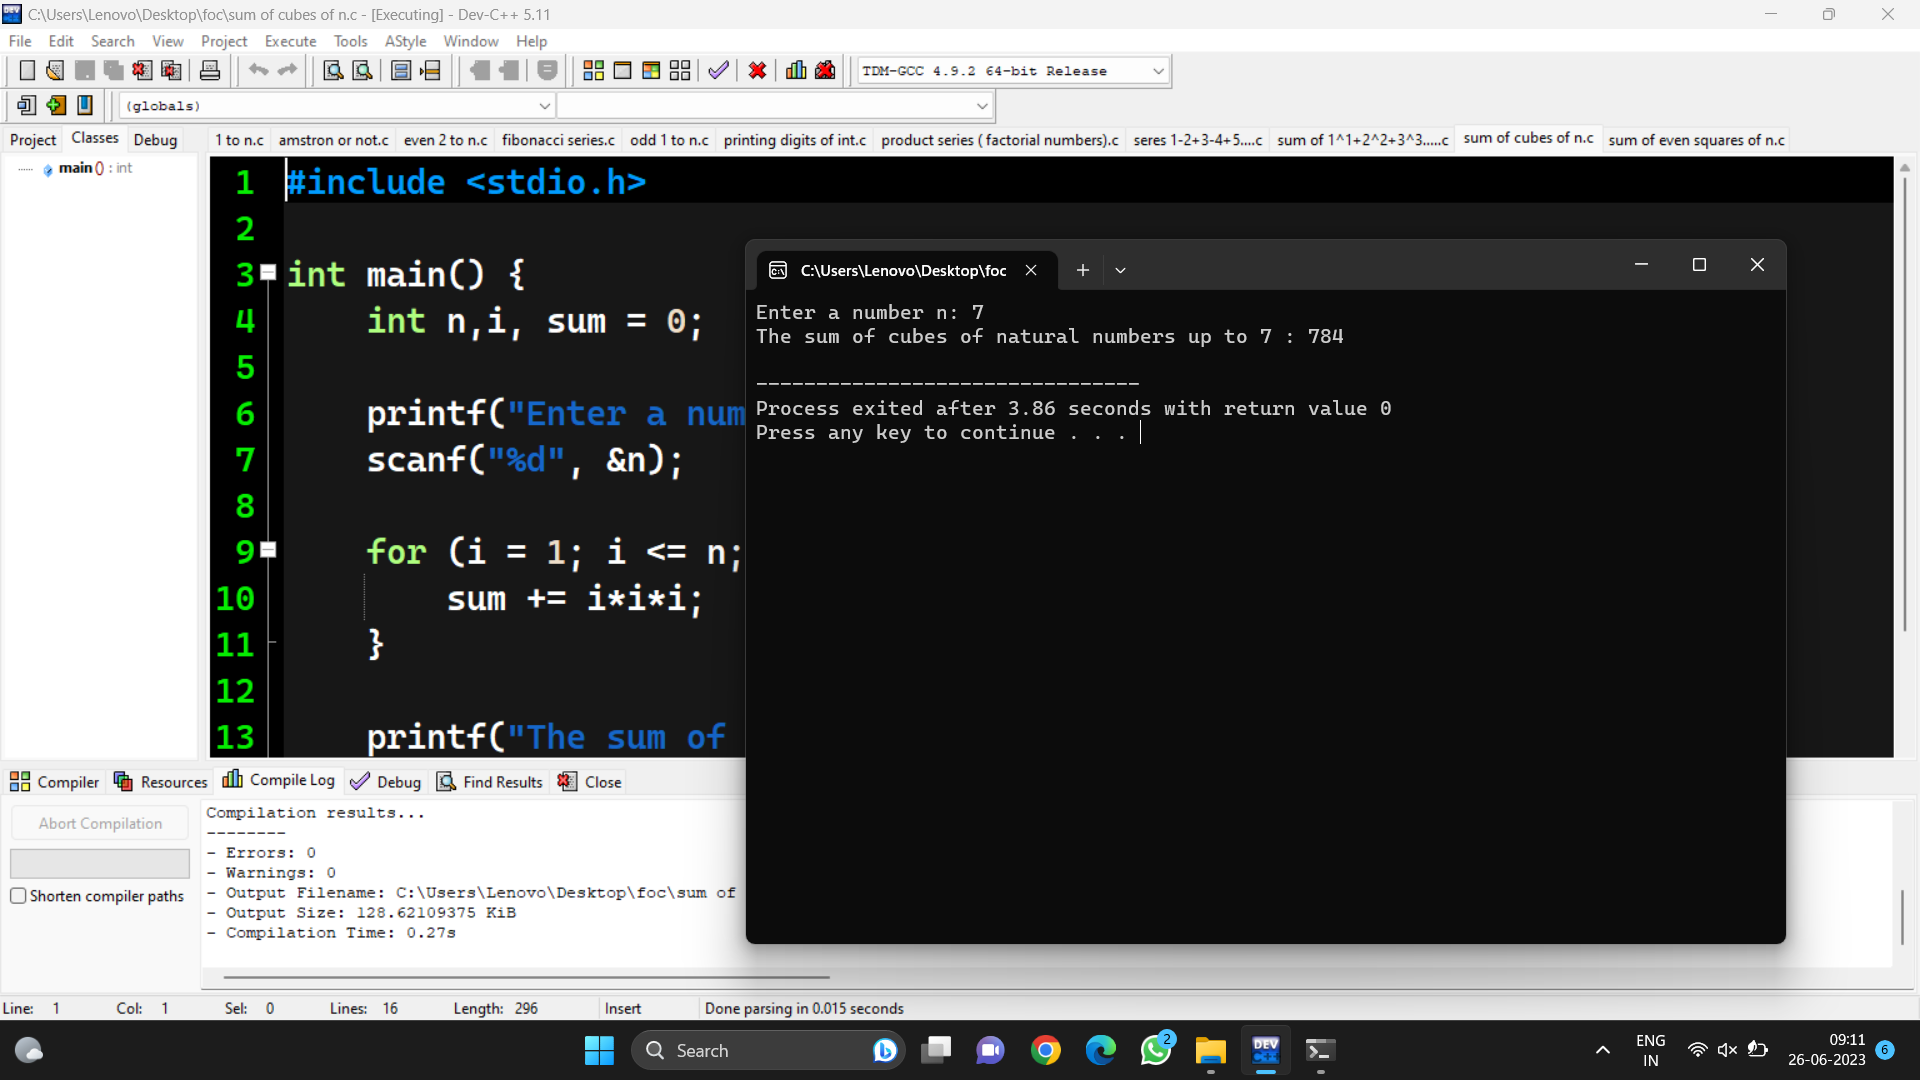 C:\Users\Lenovo\Desktop\foc\sum of cubes of n.c - [Executing] - Dev-C++ 5.11
File Edit Search View Project Execute Tools AStyle Window Help
TDM-GCC 4.9.2 64-bit Release
(globals)
Project Classes Debug
1 to n.c amstron or not.c even 2 to n.c fibonacci series.c odd 1 to n.c printing digits of int.c product series ( factorial numbers).c seres 1-2+3-4+5....c sum of 1^1+2^2+3^3.....c sum of cubes of n.c sum of even squares of n.c
main () : int
1 #include <stdio.h>
2
3 int main() {
4 int n,i, sum = 0;
5
6 printf("Enter a num
7 scanf("%d", &n);
8
9 for (i = 1; i <= n;
10 sum += i*i*i;
11 }
12
13 printf("The sum of
C:\Users\Lenovo\Desktop\foc
Enter a number n: 7
The sum of cubes of natural numbers up to 7 : 784
--------------------------------
Process exited after 3.86 seconds with return value 0
Press any key to continue . . .
Compiler Resources Compile Log Debug Find Results Close
Abort Compilation
Shorten compiler paths
Compilation results...
--------
- Errors: 0
- Warnings: 0
- Output Filename: C:\Users\Lenovo\Desktop\foc\sum of
- Output Size: 128.62109375 KiB
- Compilation Time: 0.27s
Line: 1 Col: 1 Sel: 0 Lines: 16 Length: 296 Insert Done parsing in 0.015 seconds
Search
DEV C++
2
ENG
IN
09:11
26-06-2023
6